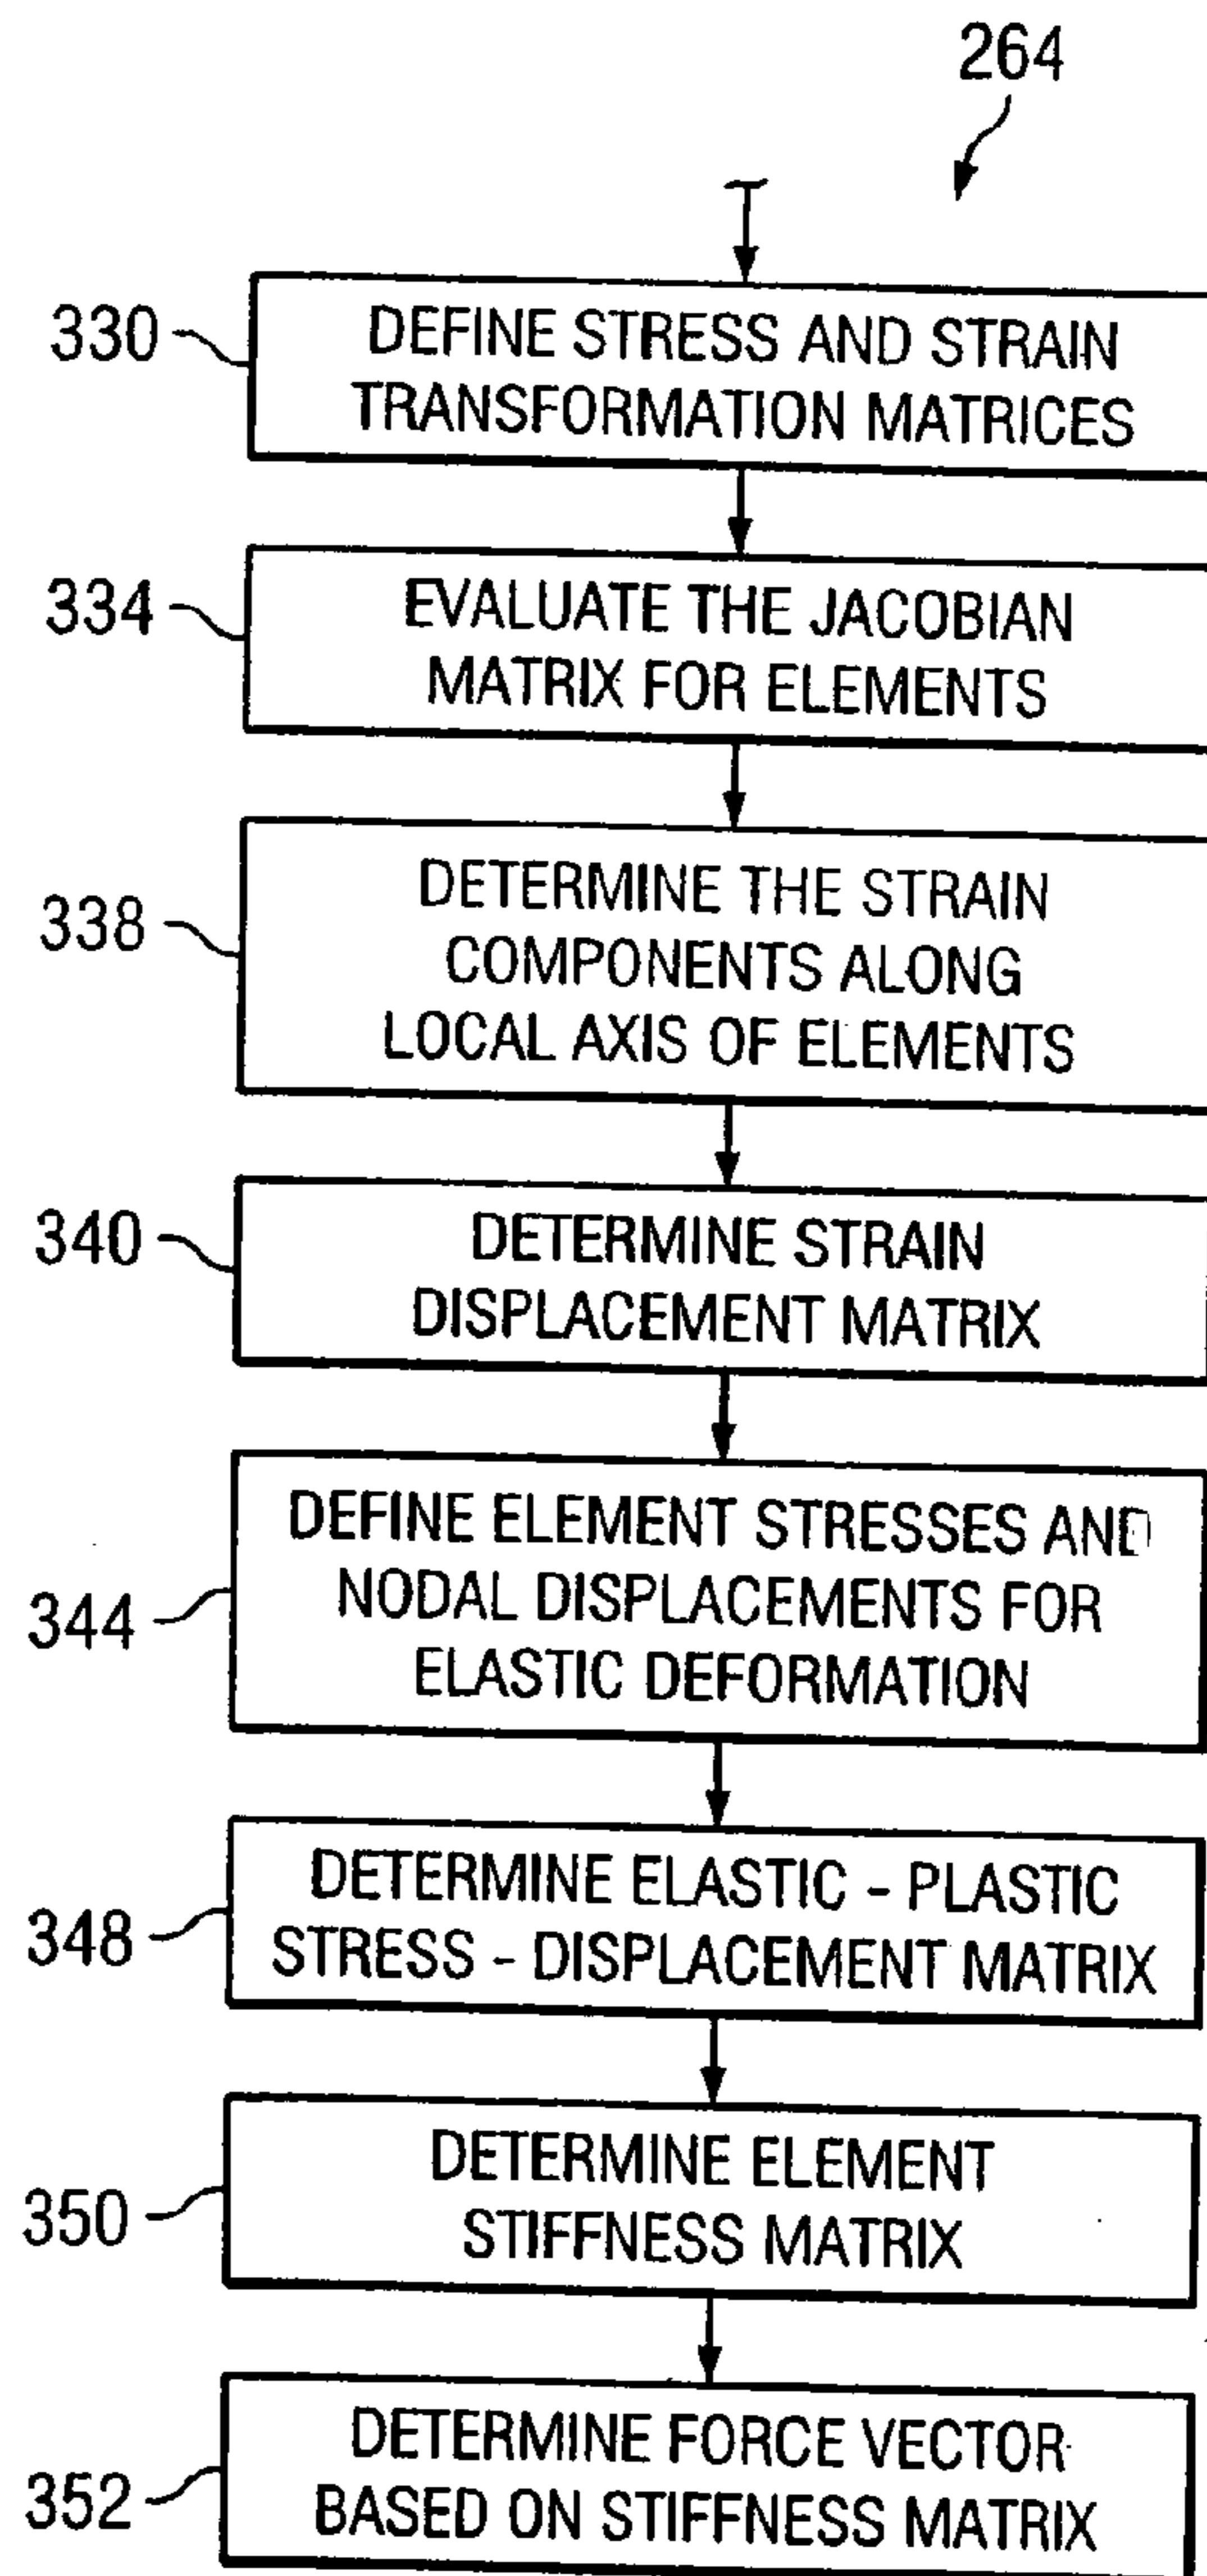 264
330
DEFINE STRESS AND STRAIN
TRANSFORMATION MATRICES
334
EVALUATE THE JACOBIAN
MATRIX FOR ELEMENTS
338
DETERMINE THE STRAIN
COMPONENTS ALONG
LOCAL AXIS OF ELEMENTS
340
DETERMINE STRAIN
DISPLACEMENT MATRIX
344
DEFINE ELEMENT STRESSES AND
NODAL DISPLACEMENTS FOR
ELASTIC DEFORMATION
348
DETERMINE ELASTIC - PLASTIC
STRESS - DISPLACEMENT MATRIX
350
DETERMINE ELEMENT
STIFFNESS MATRIX
352
DETERMINE FORCE VECTOR
BASED ON STIFFNESS MATRIX